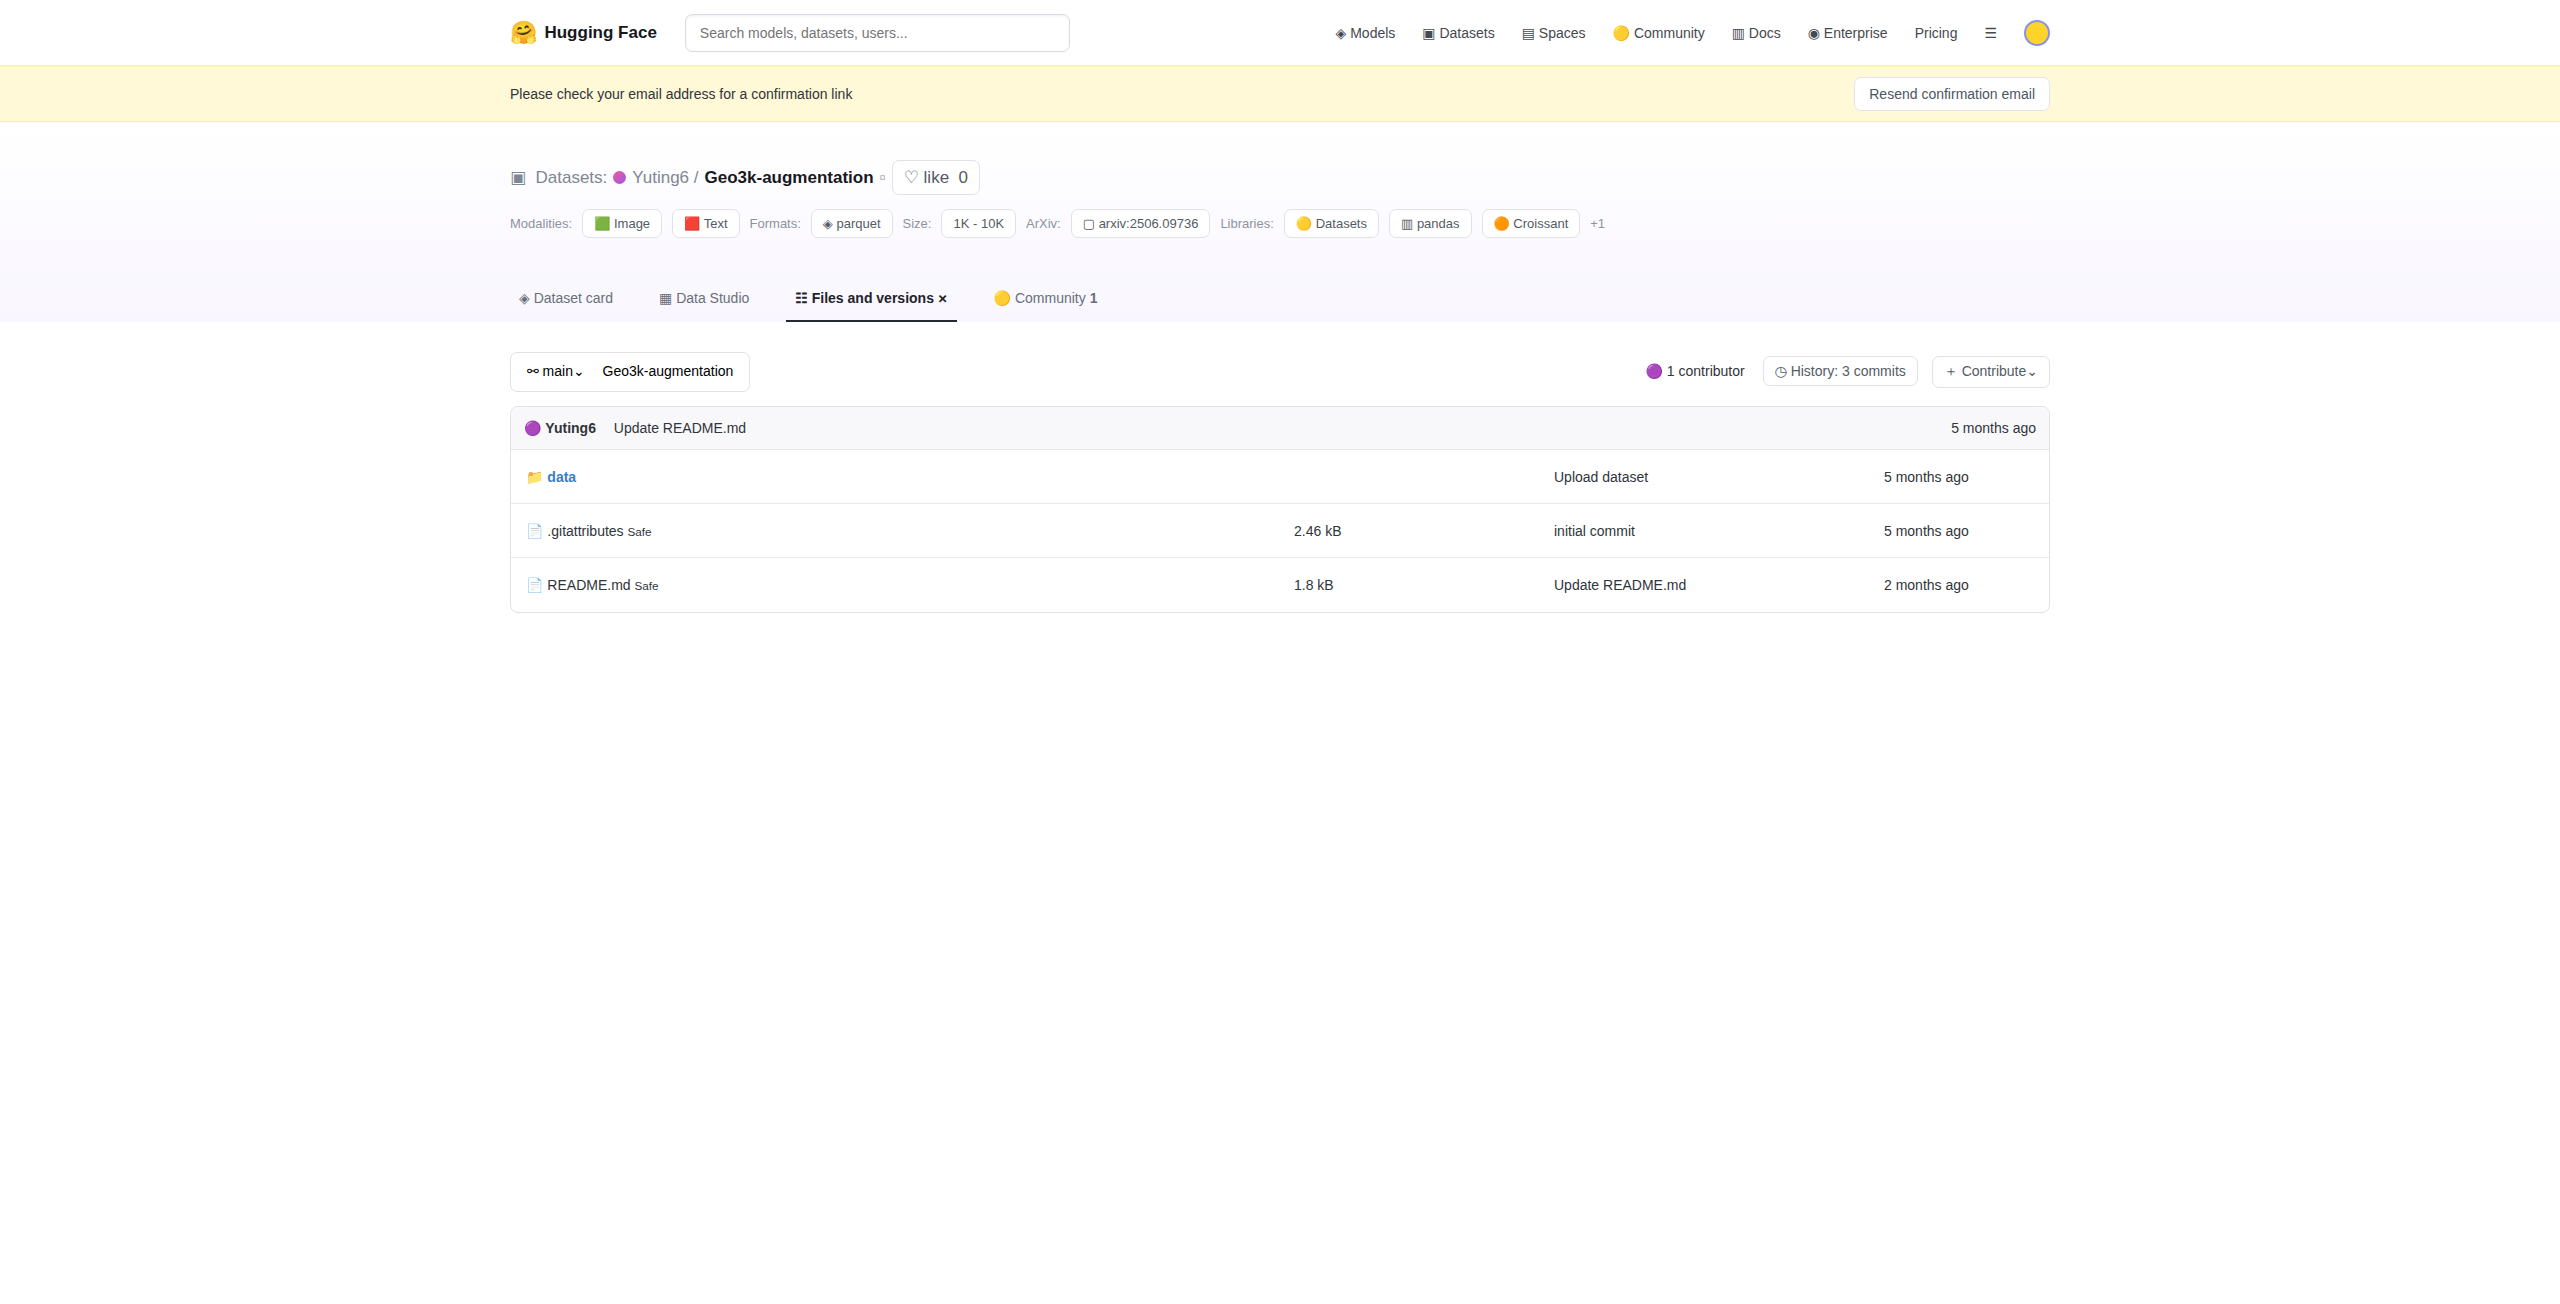 Hugging Face Search models, datasets, users... Models Datasets Spaces Community Docs Enterprise Pricing
Please check your email address for a confirmation link Resend confirmation email
Datasets: Yuting6 / Geo3k-augmentation like 0
Modalities: Image Text Formats: parquet Size: 1K - 10K ArXiv: arxiv:2506.09736 Libraries: Datasets pandas Croissant +1
Dataset card Data Studio Files and versions × Community 1
main Geo3k-augmentation 1 contributor History: 3 commits + Contribute
Yuting6 Update README.md 5 months ago
data Upload dataset 5 months ago
.gitattributes Safe 2.46 kB initial commit 5 months ago
README.md Safe 1.8 kB Update README.md 2 months ago